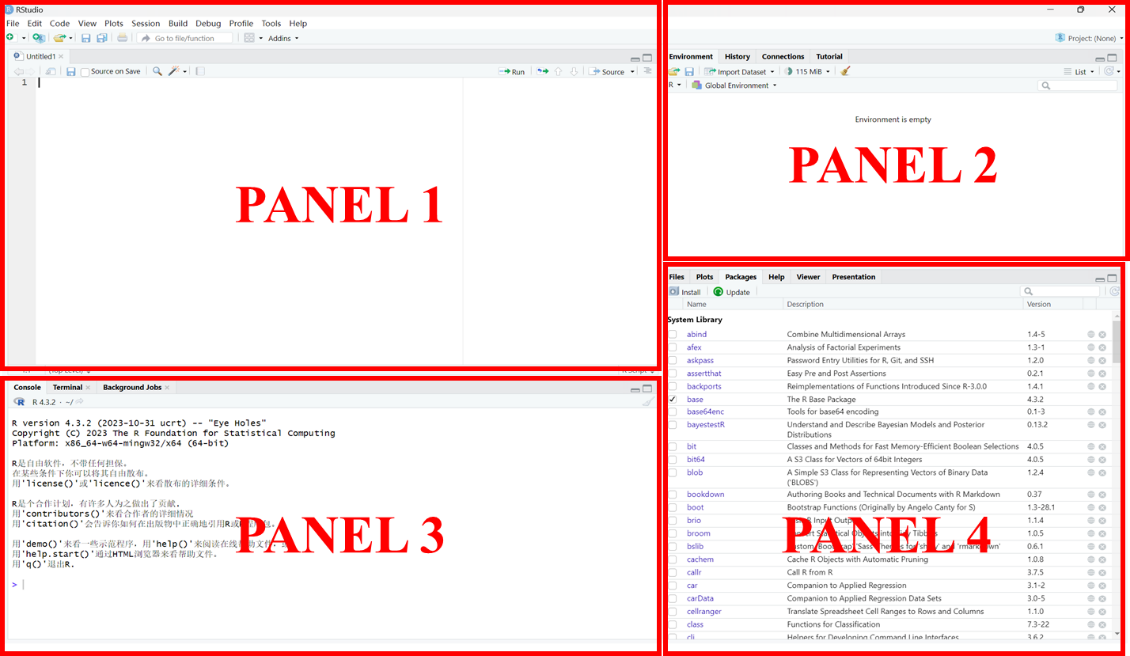 RStudio
File Edit Code View Plots Session Build Debug Profile Tools Help
Go to file/function Addins
Project: (None)
Untitled1
Source on Save Run Source
1
PANEL 1
Environment History Connections Tutorial
Import Dataset 115 MiB List
R Global Environment
Environment is empty
PANEL 2
Console Terminal Background Jobs
R 4.3.2 · ~/
R version 4.3.2 (2023-10-31 ucrt) -- "Eye Holes"
Copyright (C) 2023 The R Foundation for Statistical Computing
Platform: x86_64-w64-mingw32/x64 (64-bit)
R是自由软件，不带任何担保。
在某些条件下你可以将其自由散布。
用'license()'或'licence()'来看散布的详细条件。
R是个合作计划，有许多人为之做出了贡献.
用'contributors()'来看合作者的详细情况
用'citation()'会告诉你如何在出版物中正确地引用R或
用'demo()'来看一些示范程序，用'help()'来阅读在线
用'help.start()'通过HTML浏览器来看帮助文件。
用'q()'退出R.
>
PANEL 3
Files Plots Packages Help Viewer Presentation
Install Update
Name Description Version
System Library
abind Combine Multidimensional Arrays 1.4-5
afex Analysis of Factorial Experiments 1.3-1
askpass Password Entry Utilities for R, Git, and SSH 1.2.0
assertthat Easy Pre and Post Assertions 0.2.1
backports Reimplementations of Functions Introduced Since R-3.0.0 1.4.1
base The R Base Package 4.3.2
base64enc Tools for base64 encoding 0.1-3
bayestestR Understand and Describe Bayesian Models and Posterior 0.13.2
Distributions
bit Classes and Methods for Fast Memory-Efficient Boolean Selections 4.0.5
bit64 A S3 Class for Vectors of 64bit Integers 4.0.5
blob A Simple S3 Class for Representing Vectors of Binary Data 1.2.4
('BLOBS')
bookdown Authoring Books and Technical Documents with R Markdown 0.37
boot Bootstrap Functions (Originally by Angelo Canty for S) 1.3-28.1
brio R Input 1.1.4
broom Statistical Objects 1.0.5
bslib 'Bootstrap' 'Sass' Themes for and 'rmarkdown' 0.6.1
PANEL 4
cachem Cache R Objects with Automatic Pruning 1.0.8
callr Call R from R 3.7.5
car Companion to Applied Regression 3.1-2
carData Companion to Applied Regression Data Sets 3.0-5
cellranger Translate Spreadsheet Cell Ranges to Rows and Columns 1.1.0
class Functions for Classification 7.3-22
cli Helpers for Developing Command Line Interfaces 3.6.2